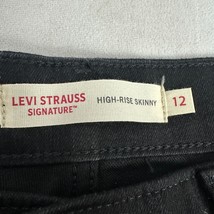 LEVI STRAUSS
SIGNATURE™
HIGH-RISE SKINNY
12